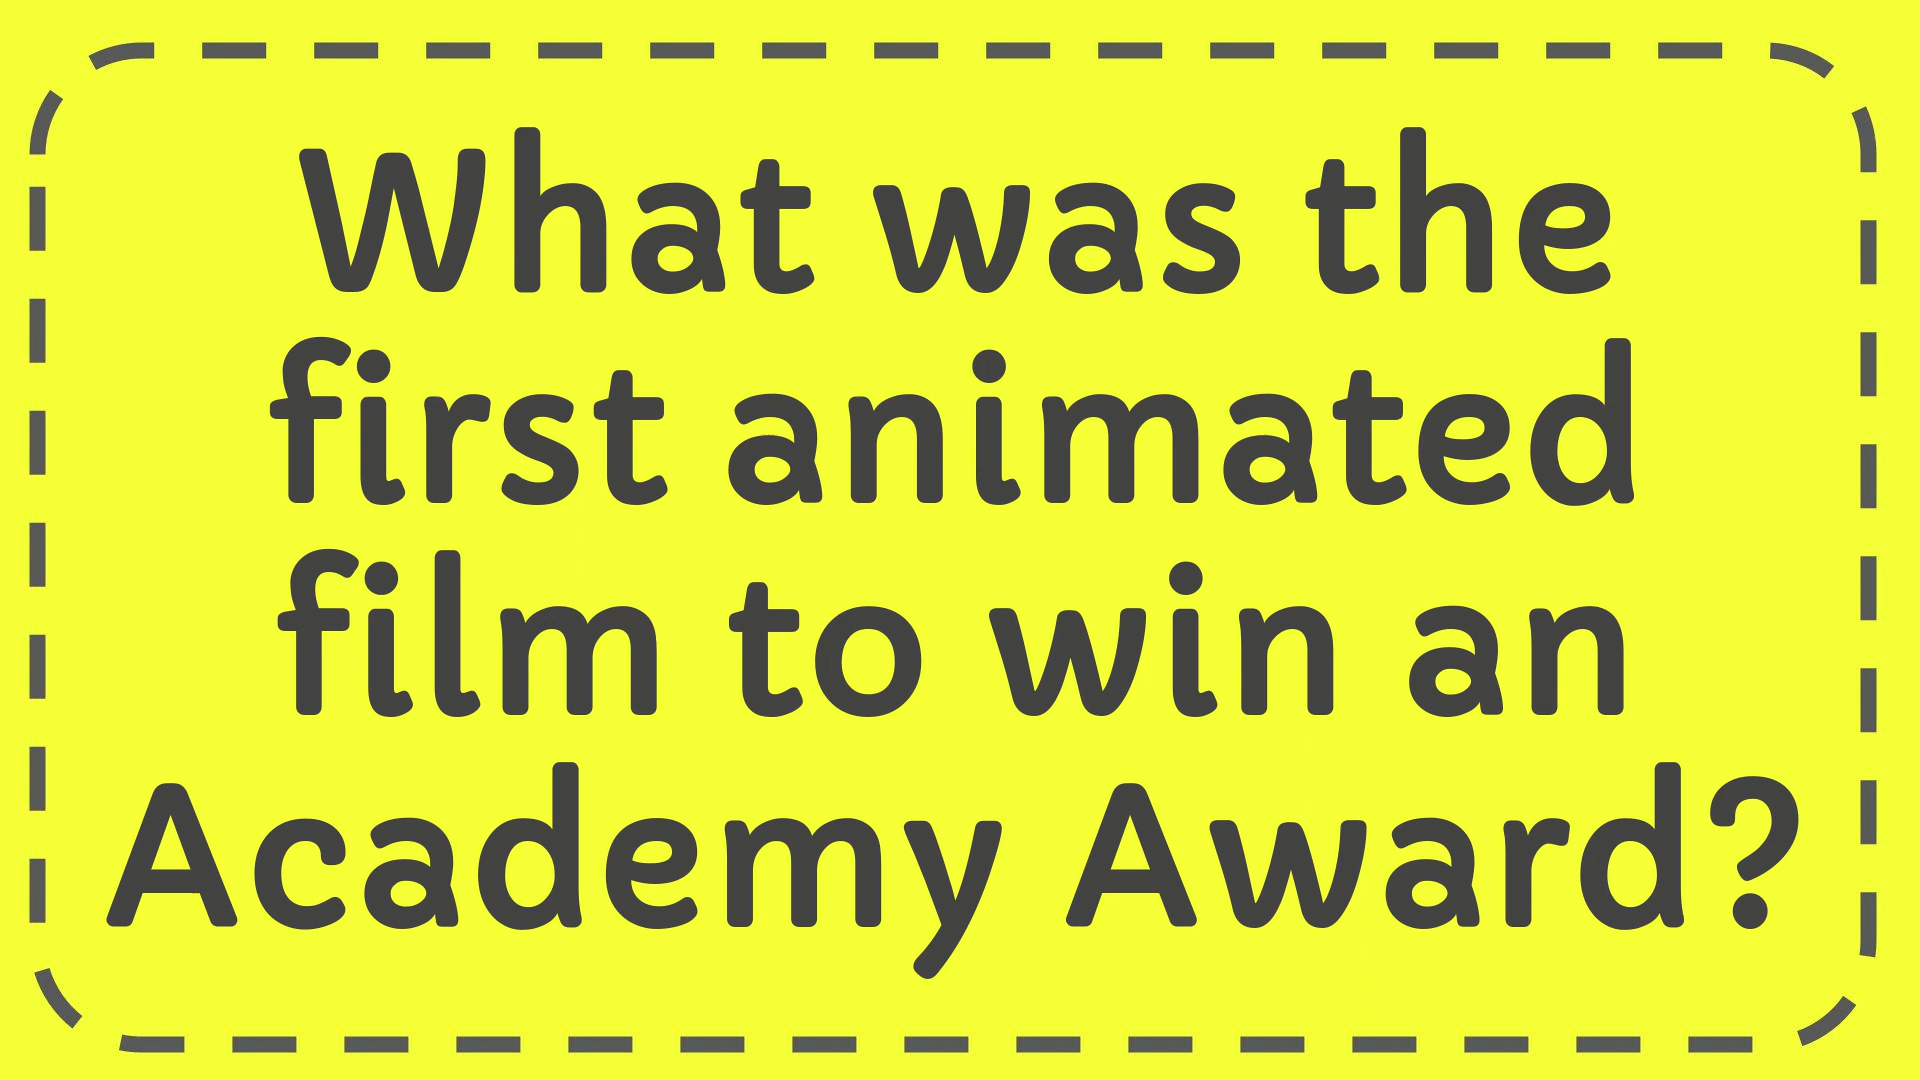 What was the
first animated
film to win an
Academy Award?